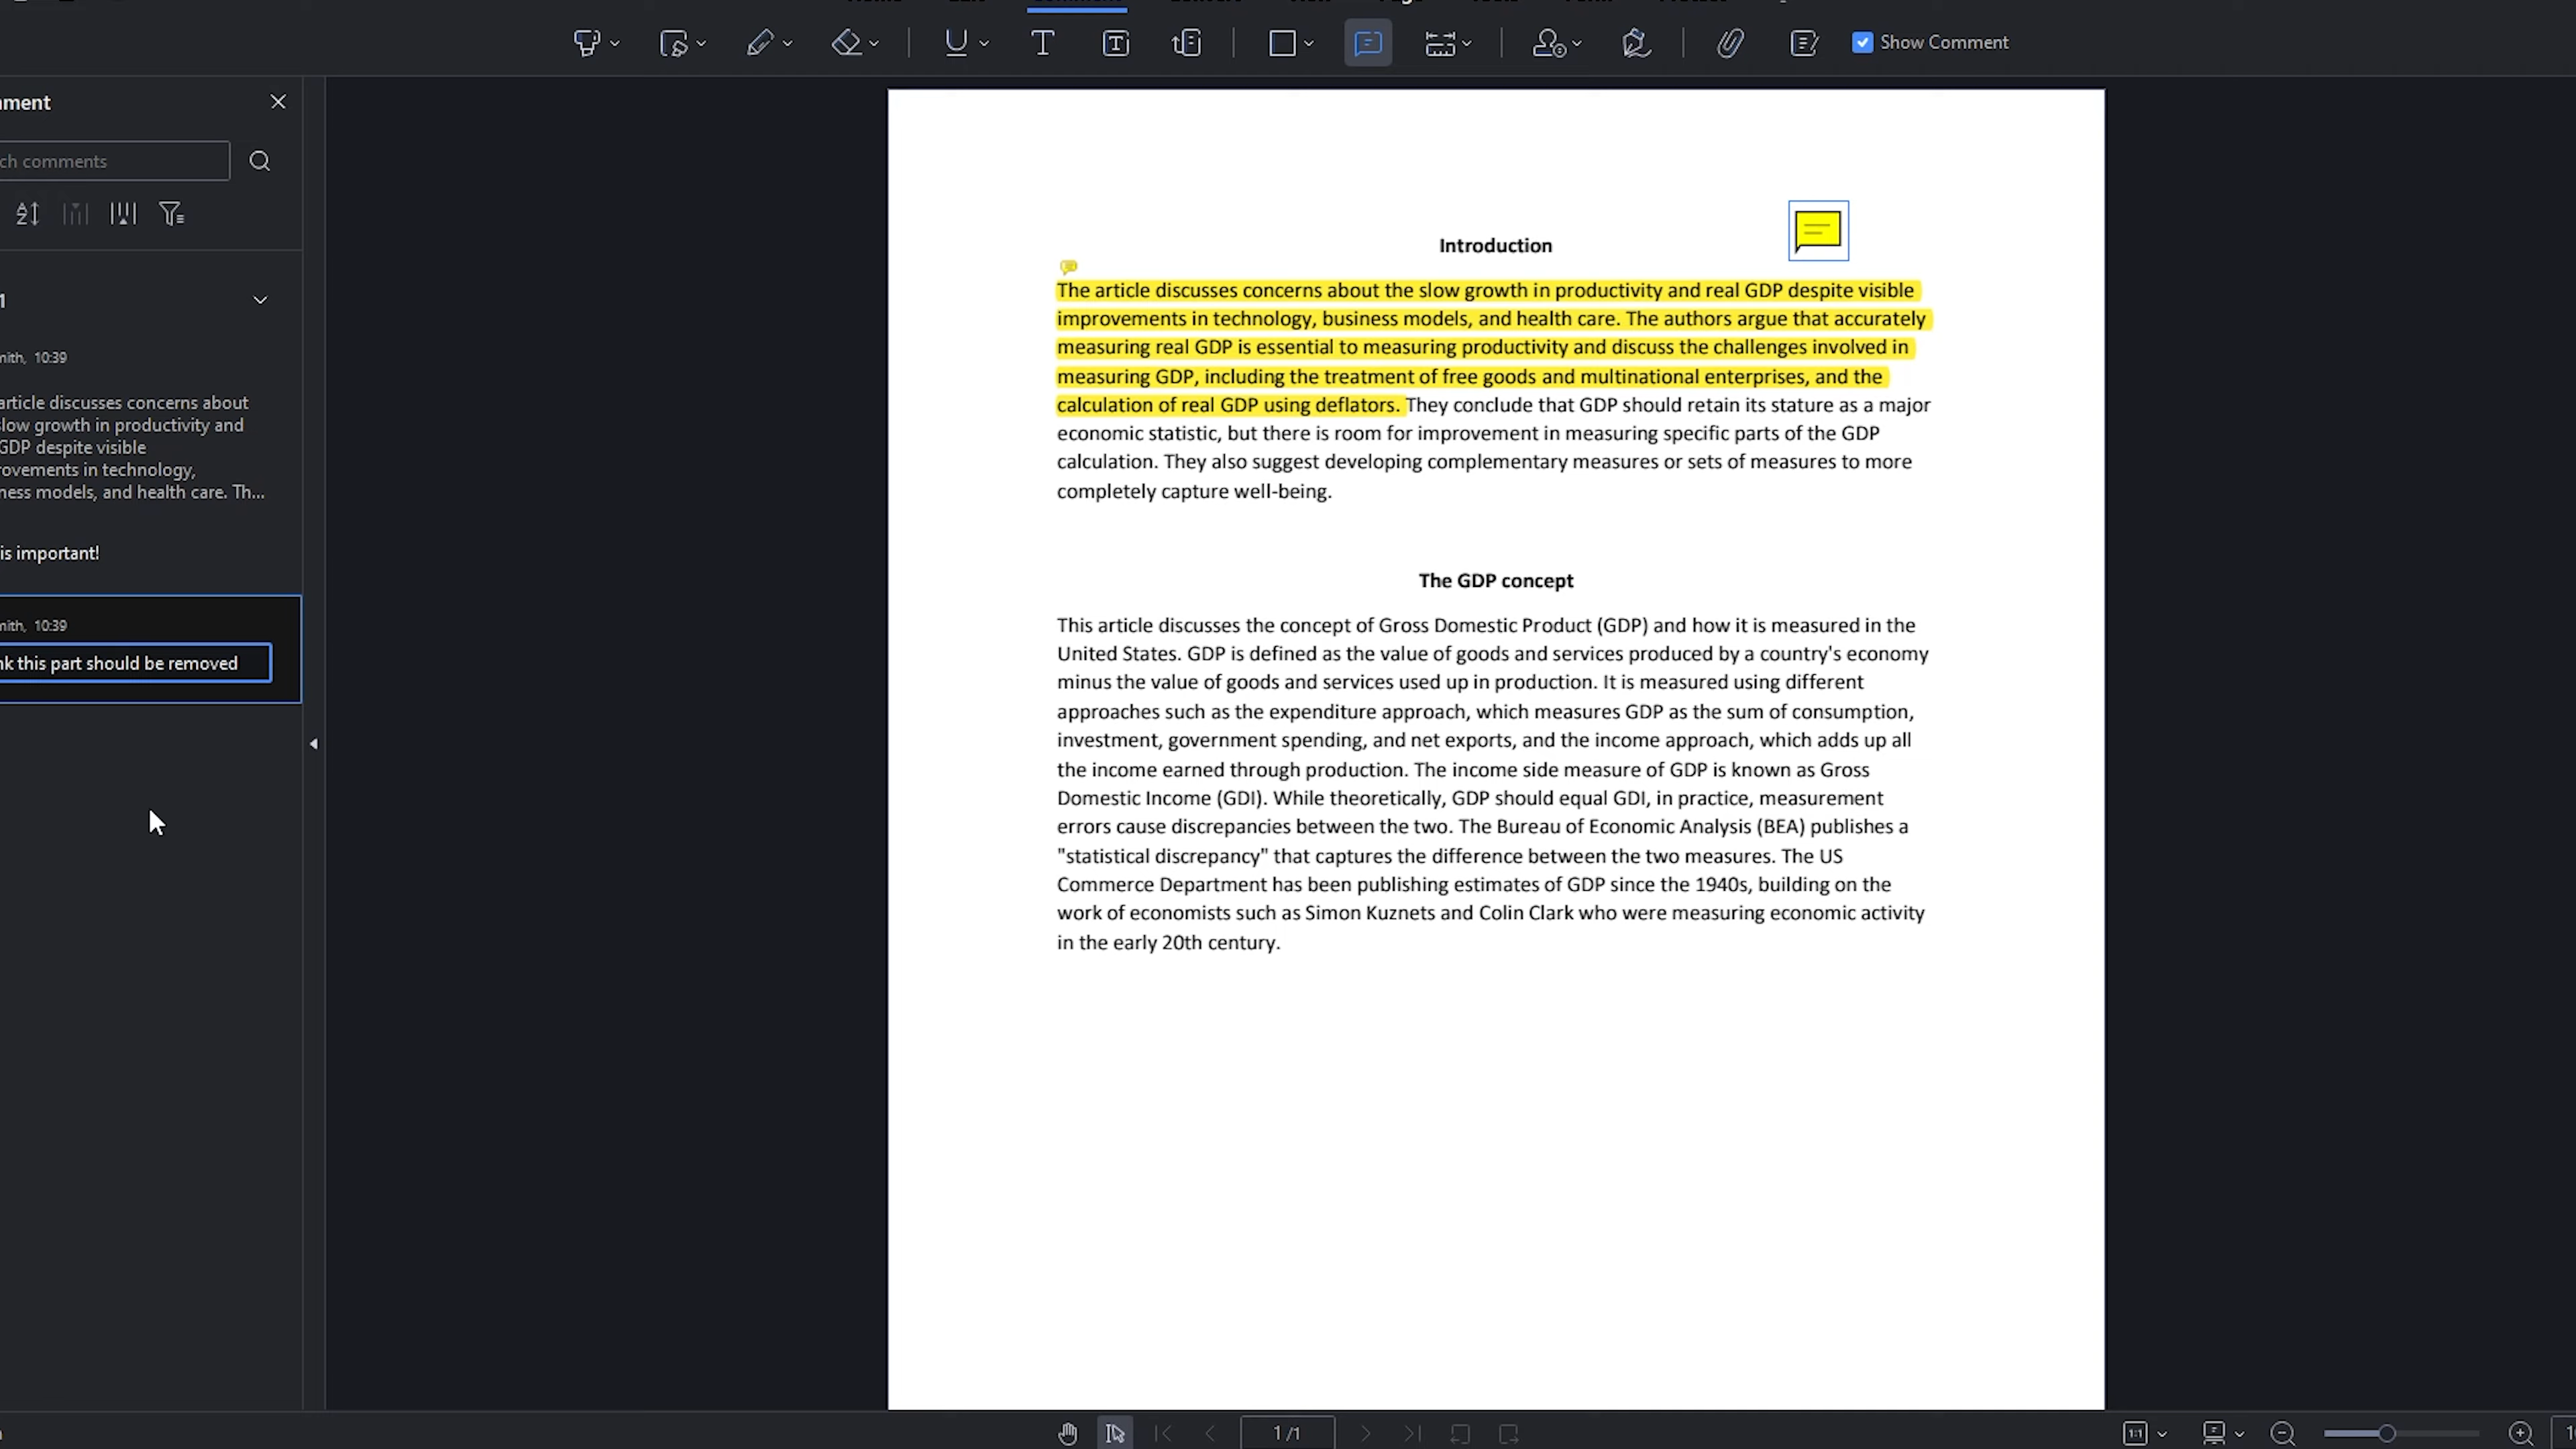 Show Comment
ment
ch comments
1
mith, 10:39
article discusses concerns about
slow growth in productivity and
GDP despite visible
rovements in technology,
ness models, and health care. Th...
is important!
mith, 10:39
nk this part should be removed
Introduction
The article discusses concerns about the slow growth in productivity and real GDP despite visible
improvements in technology, business models, and health care. The authors argue that accurately
measuring real GDP is essential to measuring productivity and discuss the challenges involved in
measuring GDP, including the treatment of free goods and multinational enterprises, and the
calculation of real GDP using deflators. They conclude that GDP should retain its stature as a major
economic statistic, but there is room for improvement in measuring specific parts of the GDP
calculation. They also suggest developing complementary measures or sets of measures to more
completely capture well-being.
The GDP concept
This article discusses the concept of Gross Domestic Product (GDP) and how it is measured in the
United States. GDP is defined as the value of goods and services produced by a country's economy
minus the value of goods and services used up in production. It is measured using different
approaches such as the expenditure approach, which measures GDP as the sum of consumption,
investment, government spending, and net exports, and the income approach, which adds up all
the income earned through production. The income side measure of GDP is known as Gross
Domestic Income (GDI). While theoretically, GDP should equal GDI, in practice, measurement
errors cause discrepancies between the two. The Bureau of Economic Analysis (BEA) publishes a
"statistical discrepancy" that captures the difference between the two measures. The US
Commerce Department has been publishing estimates of GDP since the 1940s, building on the
work of economists such as Simon Kuznets and Colin Clark who were measuring economic activity
in the early 20th century.
1 /1